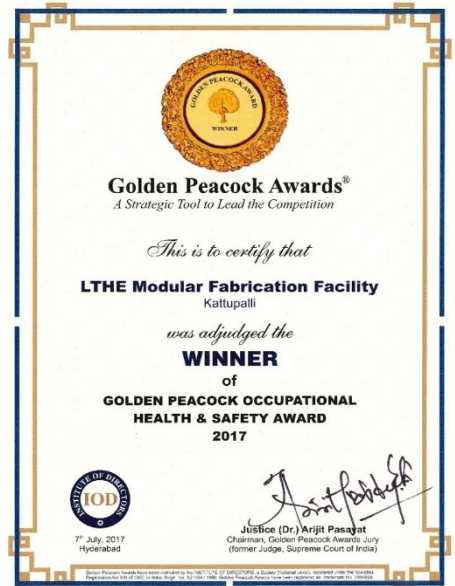 GOLDEN PEACOCK AWARD
WINNER
Golden Peacock Awards®
A Strategic Tool to Lead the Competition
This is to certify that
LTHE Modular Fabrication Facility
Kattupalli
was adjudged the
WINNER
of
GOLDEN PEACOCK OCCUPATIONAL
HEALTH & SAFETY AWARD
2017
INSTITUTE OF DIRECTORS
IOD
7th July, 2017
Hyderabad
Justice (Dr.) Arijit Pasayat
Chairman, Golden Peacock Awards Jury
(former Judge, Supreme Court of India)